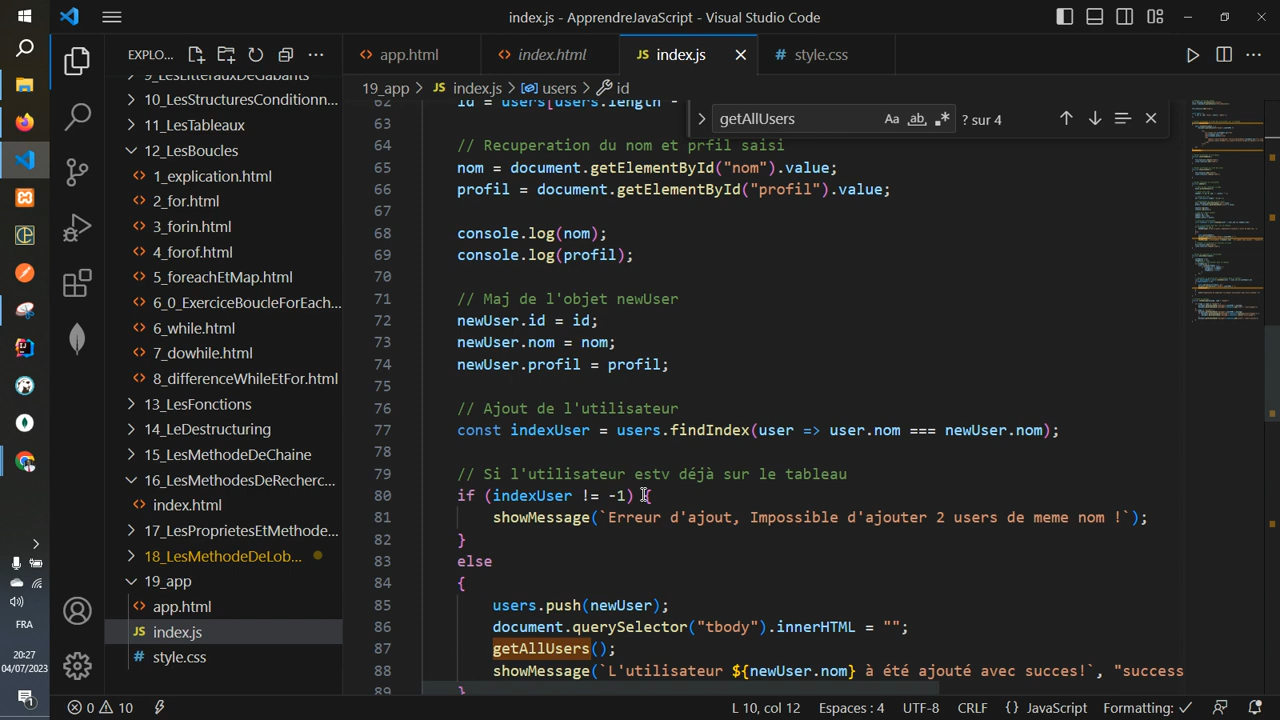 index.js - ApprendreJavaScript - Visual Studio Code
EXPLO...
app.html
index.html
JS index.js
# style.css
19_app > JS index.js > users > id
getAllUsers
Aa
ab
? sur 4
9_LesLitterauxDeGabarits
10_LesStructuresConditionn...
11_LesTableaux
12_LesBoucles
1_explication.html
2_for.html
3_forin.html
4_forof.html
5_foreachEtMap.html
6_0_ExerciceBoucleForEach...
6_while.html
7_dowhile.html
8_differenceWhileEtFor.html
13_LesFonctions
14_LeDestructuring
15_LesMethodeDeChaine
16_LesMethodesDeRecherc...
index.html
17_LesProprietesEtMethode...
18_LesMethodeDeLob...
19_app
app.html
JS index.js
# style.css
62 id = users[users.length -
63
64 // Recuperation du nom et prfil saisi
65 nom = document.getElementById("nom").value;
66 profil = document.getElementById("profil").value;
67
68 console.log(nom);
69 console.log(profil);
70
71 // Maj de l'objet newUser
72 newUser.id = id;
73 newUser.nom = nom;
74 newUser.profil = profil;
75
76 // Ajout de l'utilisateur
77 const indexUser = users.findIndex(user => user.nom === newUser.nom);
78
79 // Si l'utilisateur estv déjà sur le tableau
80 if (indexUser != -1) {
81 showMessage(`Erreur d'ajout, Impossible d'ajouter 2 users de meme nom !`);
82 }
83 else
84 {
85 users.push(newUser);
86 document.querySelector("tbody").innerHTML = "";
87 getAllUsers();
88 showMessage(`L'utilisateur ${newUser.nom} à été ajouté avec succes!`, "success
89 }
FRA
20:27
04/07/2023
1
0 10
L 10, col 12
Espaces : 4
UTF-8
CRLF
{} JavaScript
Formatting: ✓